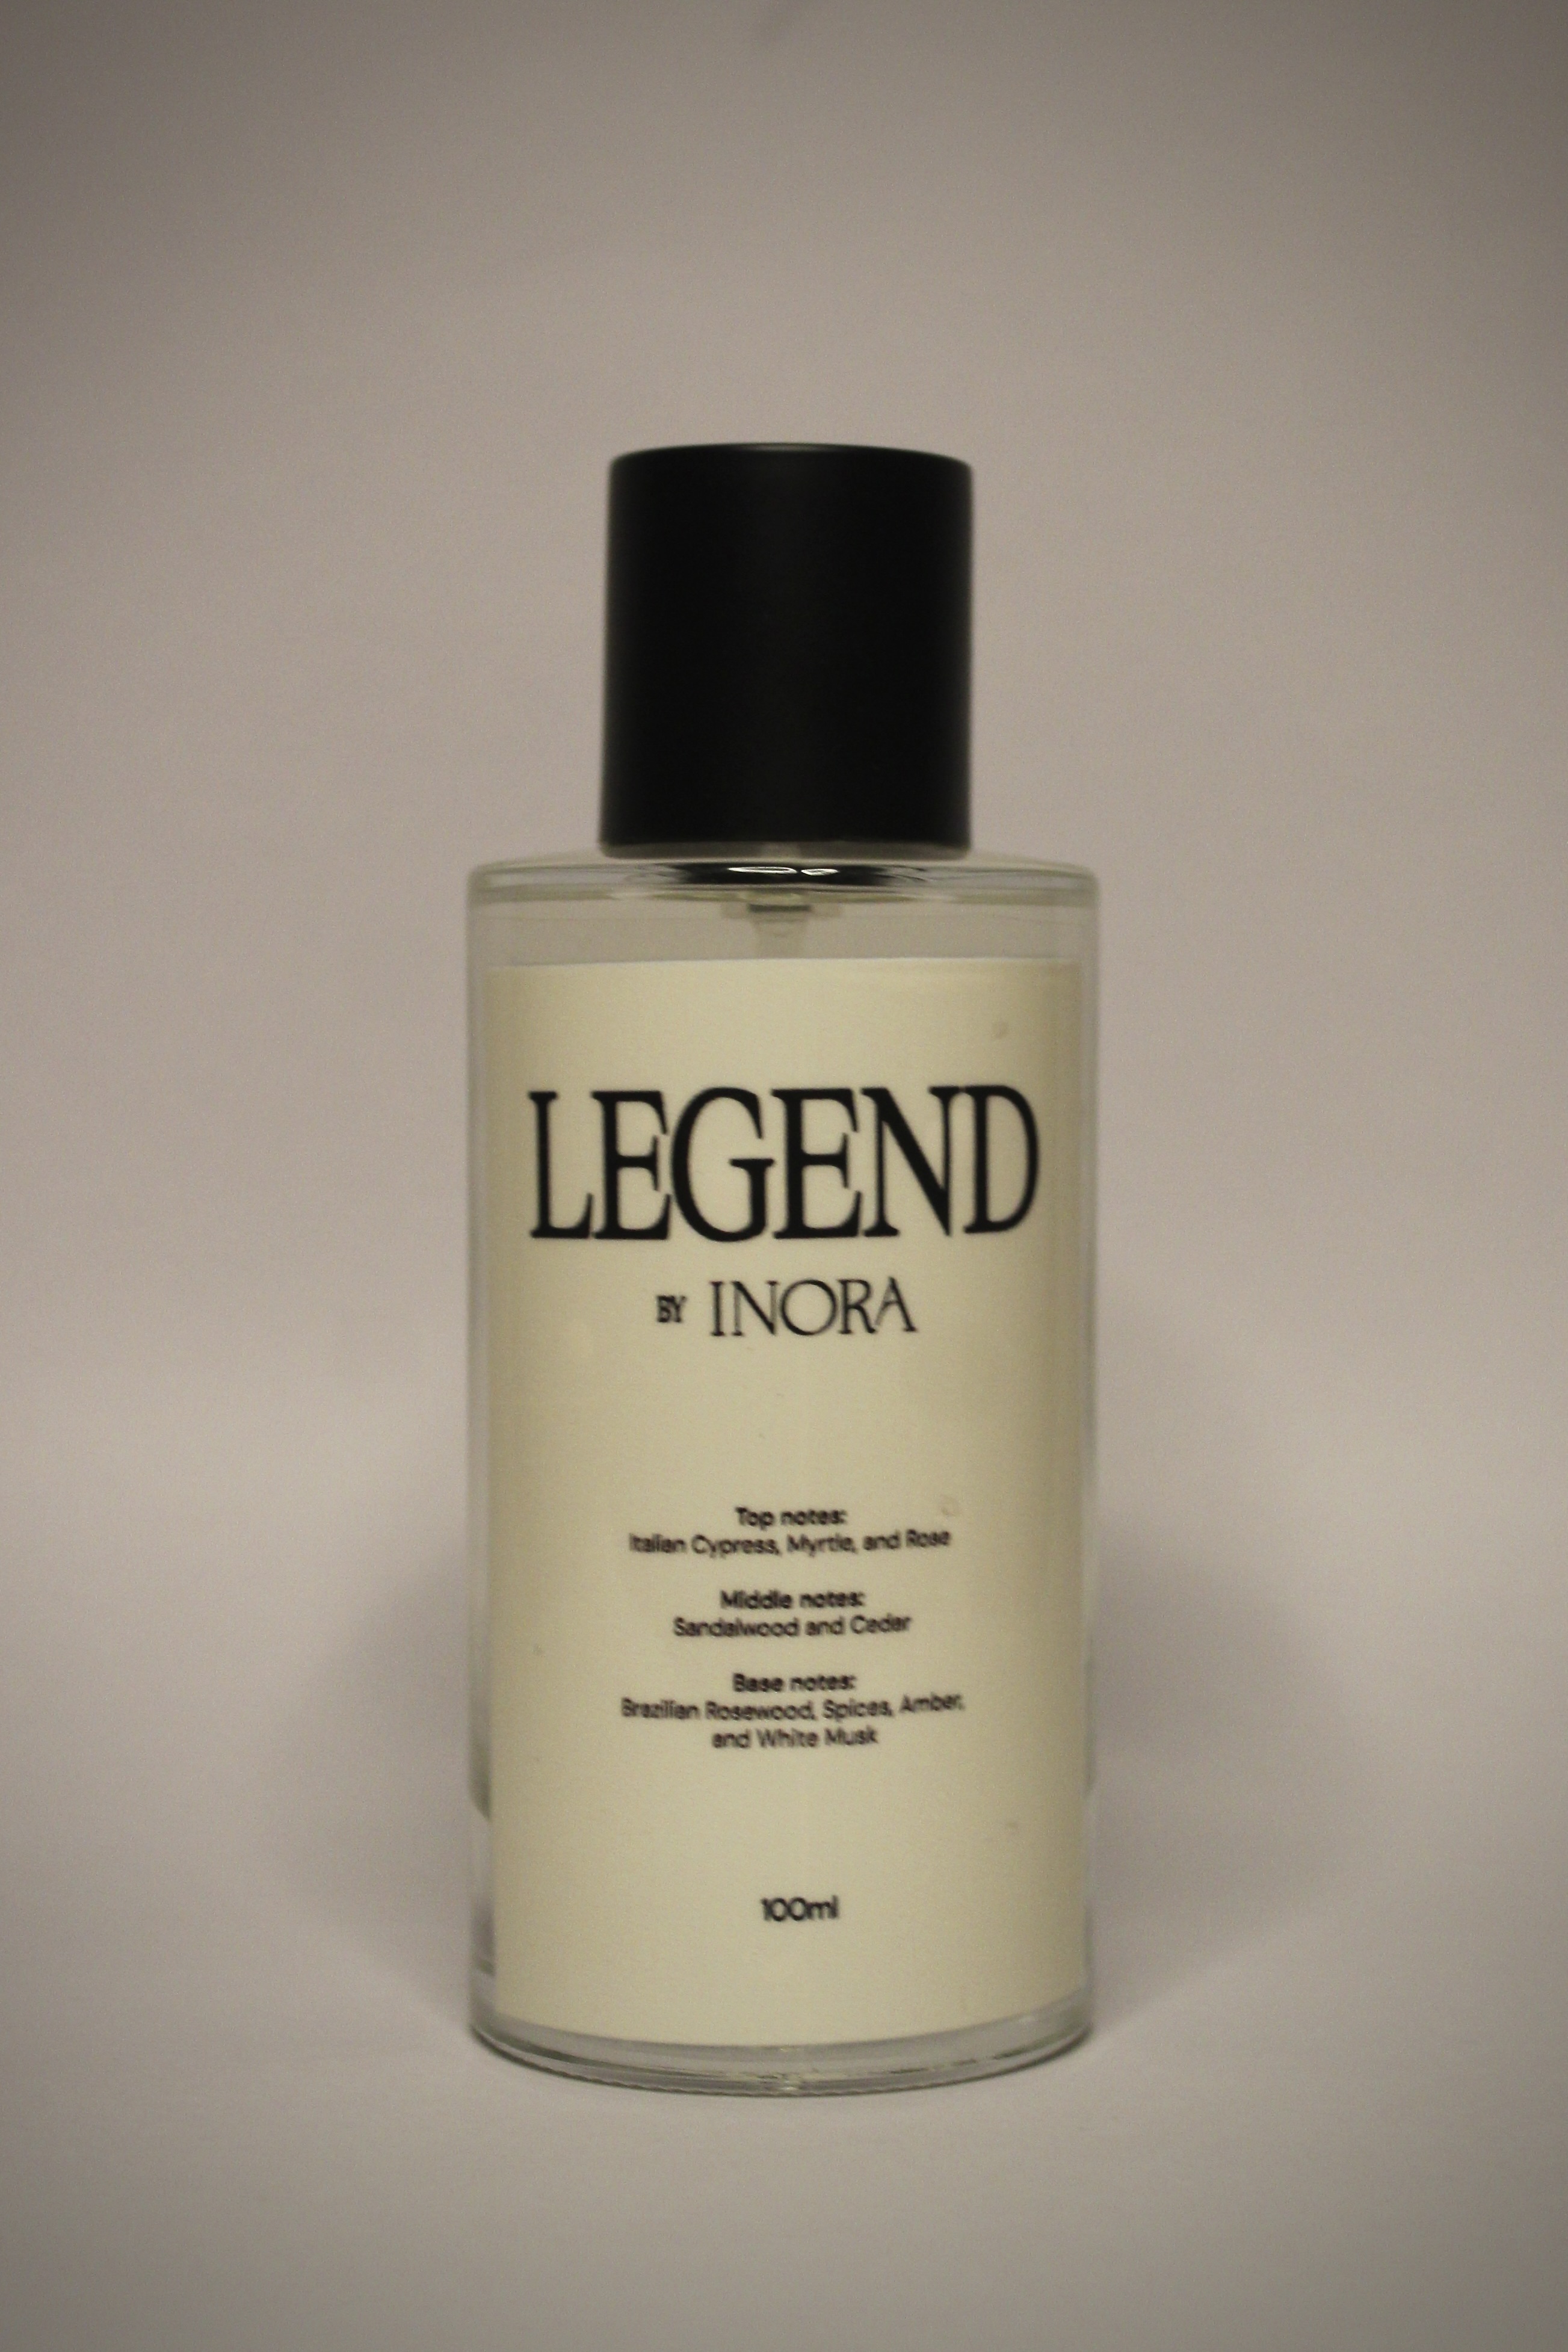 LEGEND
BY INORA
Top notes:
Italian Cypress, Myrtle, and Rose
Middle notes:
Sandalwood and Cedar
Base notes:
Brazilian Rosewood, Spices, Amber,
and White Musk
100ml